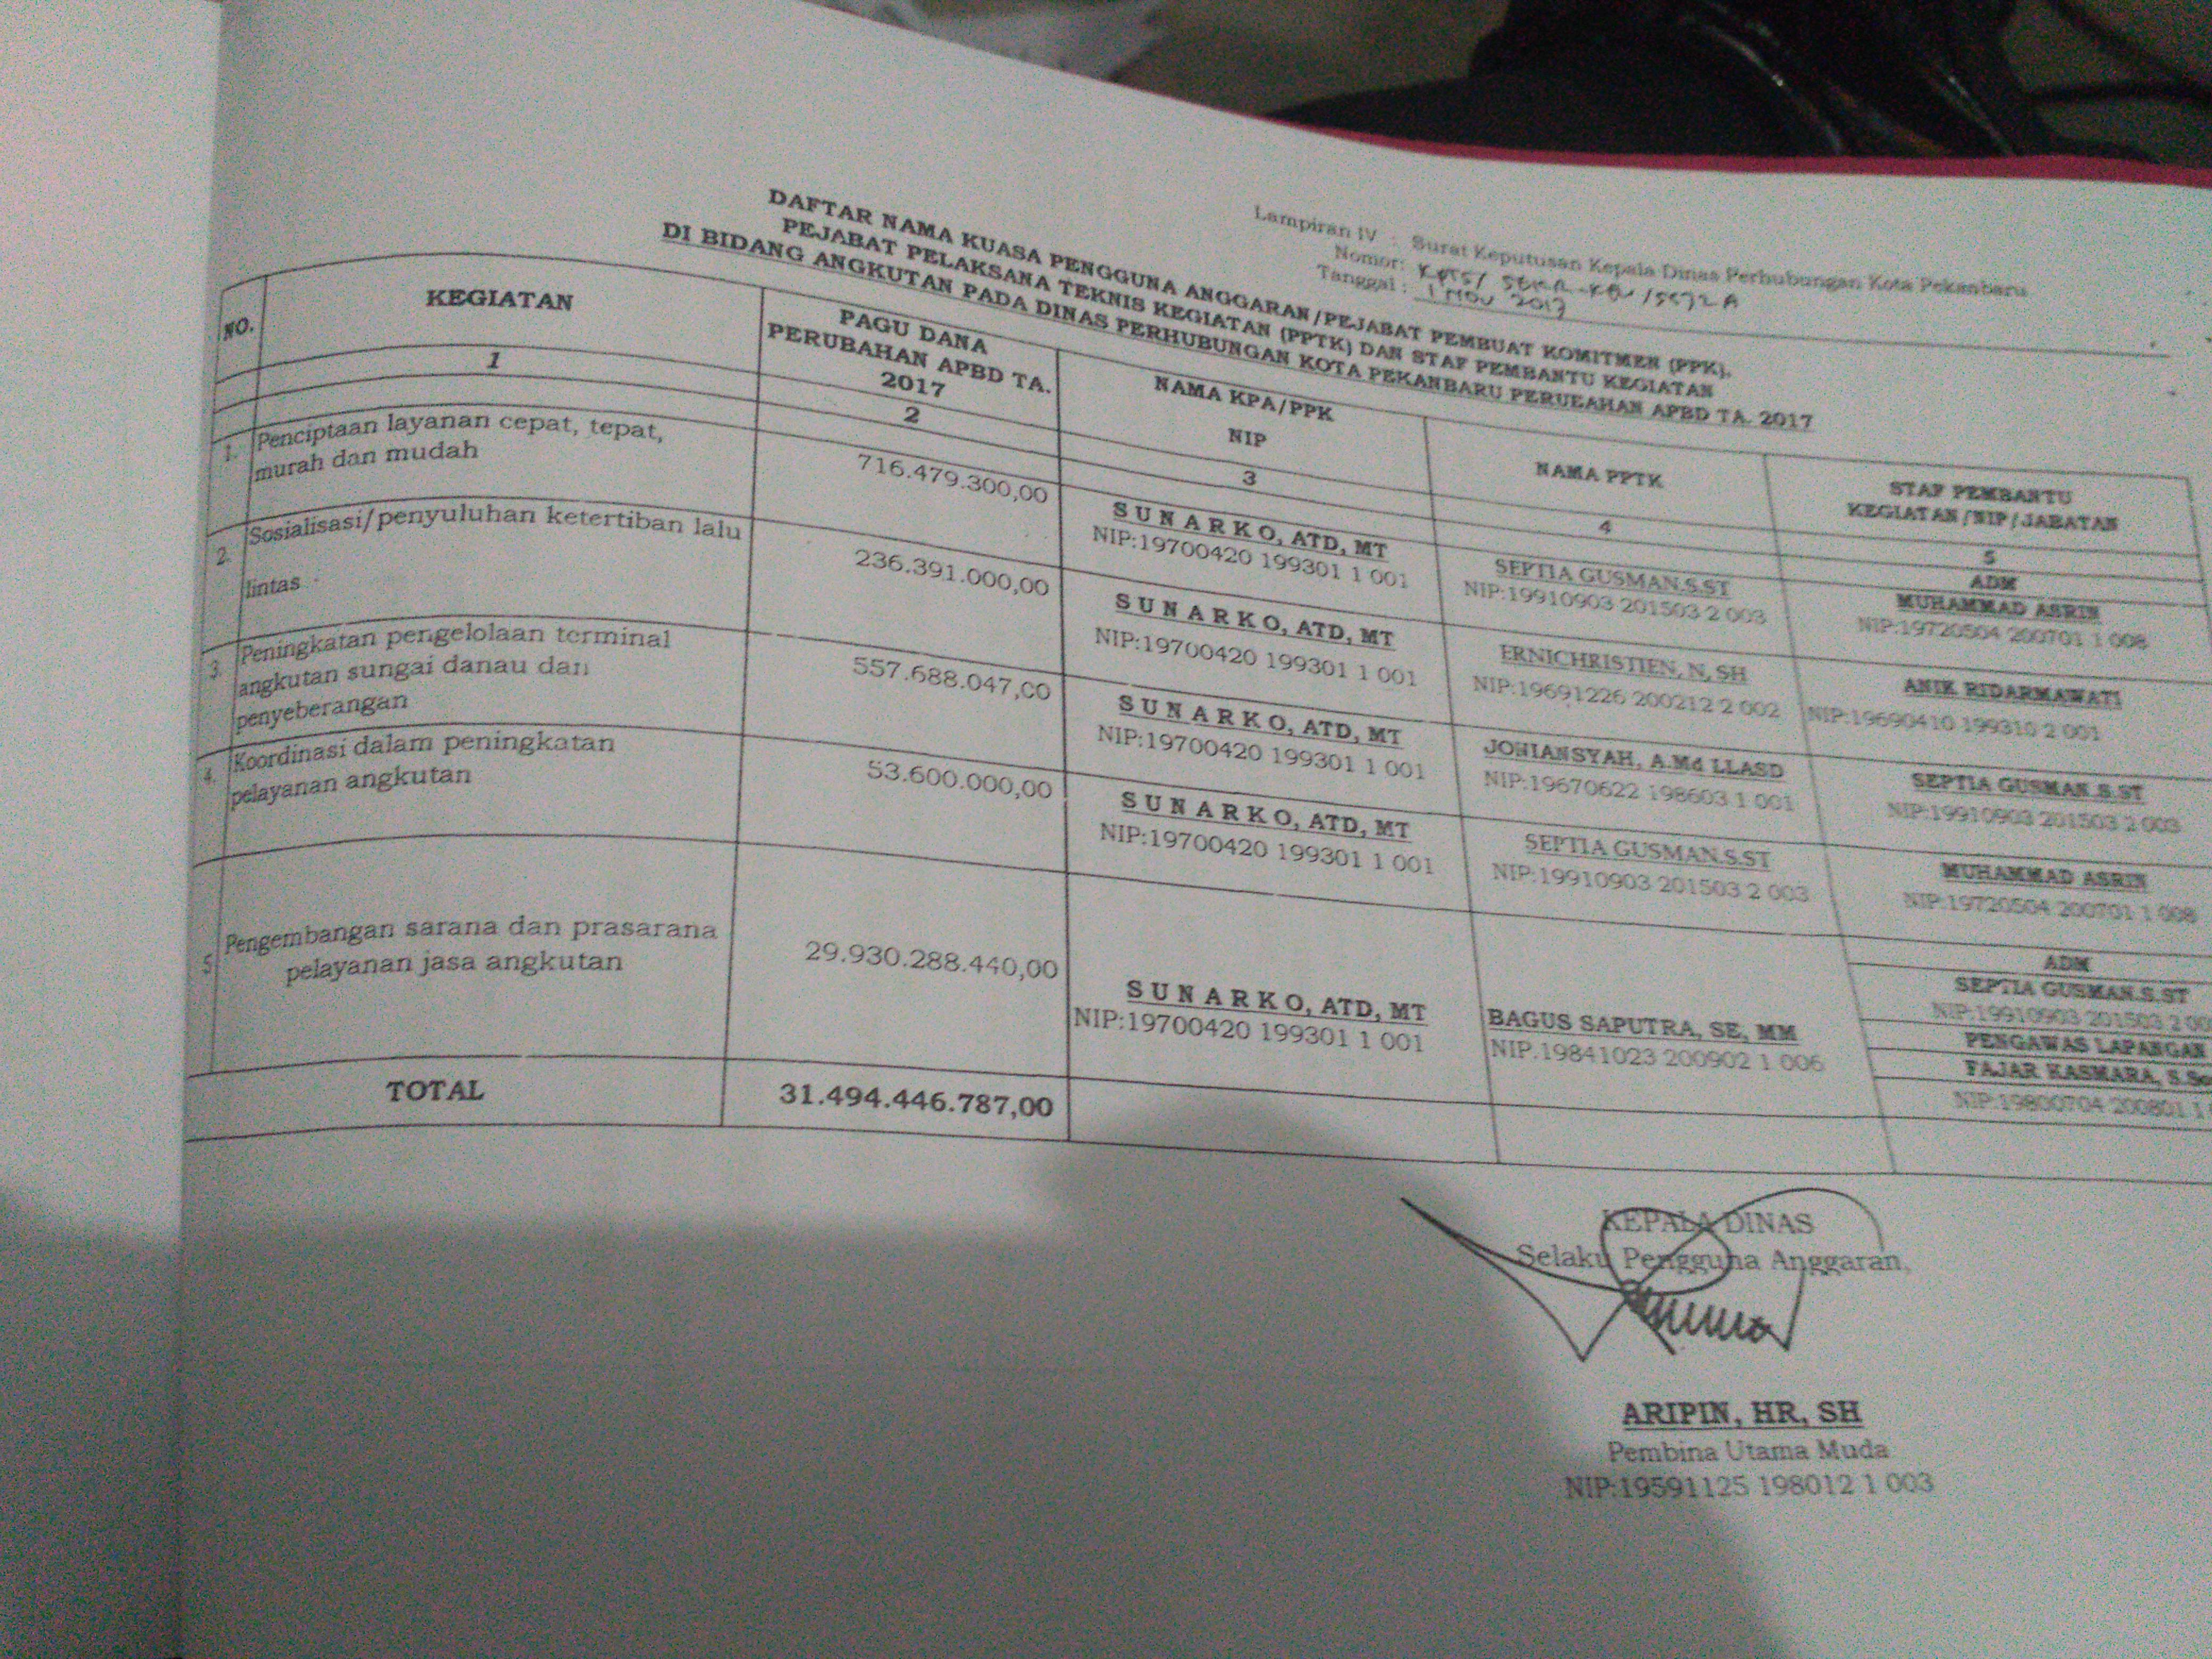 Lampiran IV : Surat Keputusan Kepala Dinas Perhubungan Kota Pekanbaru
Nomor:
Tanggal : 1 Nov 2017
DAFTAR NAMA KUASA PENGGUNA ANGGARAN/PEJABAT PEMBUAT KOMITMEN (PPK),
PEJABAT PELAKSANA TEKNIS KEGIATAN (PPTK) DAN STAF PEMBANTU KEGIATAN
DI BIDANG ANGKUTAN PADA DINAS PERHUBUNGAN KOTA PEKANBARU PERUBAHAN APBD TA. 2017
NO.
KEGIATAN
PAGU DANA
PERUBAHAN APBD TA.
2017
NAMA KPA/PPK
NIP
NAMA PPTK
STAF PEMBANTU
KEGIATAN/NIP/JABATAN
1
2
3
4
5
1.
Penciptaan layanan cepat, tepat,
murah dan mudah
716.479.300,00
SUNARKO, ATD, MT
NIP:19700420 199301 1 001
SEPTIA GUSMAN.S.ST
NIP:19910903 201503 2 003
ADM
MUHAMMAD ASRIN
NIP:19720504 200701 1 008
2.
Sosialisasi/penyuluhan ketertiban lalu
lintas
236.391.000,00
SUNARKO, ATD, MT
NIP:19700420 199301 1 001
ERNICHRISTIEN, N, SH
NIP:19691226 200212 2 002
ANIK RIDARMAWATI
NIP:19690410 199310 2 001
3.
Peningkatan pengelolaan terminal
angkutan sungai danau dan
penyeberangan
557.688.047,00
SUNARKO, ATD, MT
NIP:19700420 199301 1 001
JOHIANSYAH, A.Md LLASD
NIP:19670622 198603 1 001
SEPTIA GUSMAN.S.ST
NIP:19910903 201503 2 003
4.
Koordinasi dalam peningkatan
pelayanan angkutan
53.600.000,00
SUNARKO, ATD, MT
NIP:19700420 199301 1 001
SEPTIA GUSMAN.S.ST
NIP:19910903 201503 2 003
MUHAMMAD ASRIN
NIP:19720504 200701 1 008
5
Pengembangan sarana dan prasarana
pelayanan jasa angkutan
29.930.288.440,00
SUNARKO, ATD, MT
NIP:19700420 199301 1 001
BAGUS SAPUTRA, SE, MM
NIP.19841023 200902 1 006
ADM
SEPTIA GUSMAN.S.ST
NIP:19910903 201503 2
PENGAWAS LAPANGAN
FAJAR KASMARA,
NIP:19800704 200801 1
TOTAL
31.494.446.787,00
KEPALA DINAS
Selaku Pengguna Anggaran,
ARIPIN, HR, SH
Pembina Utama Muda
NIP:19591125 198012 1 003